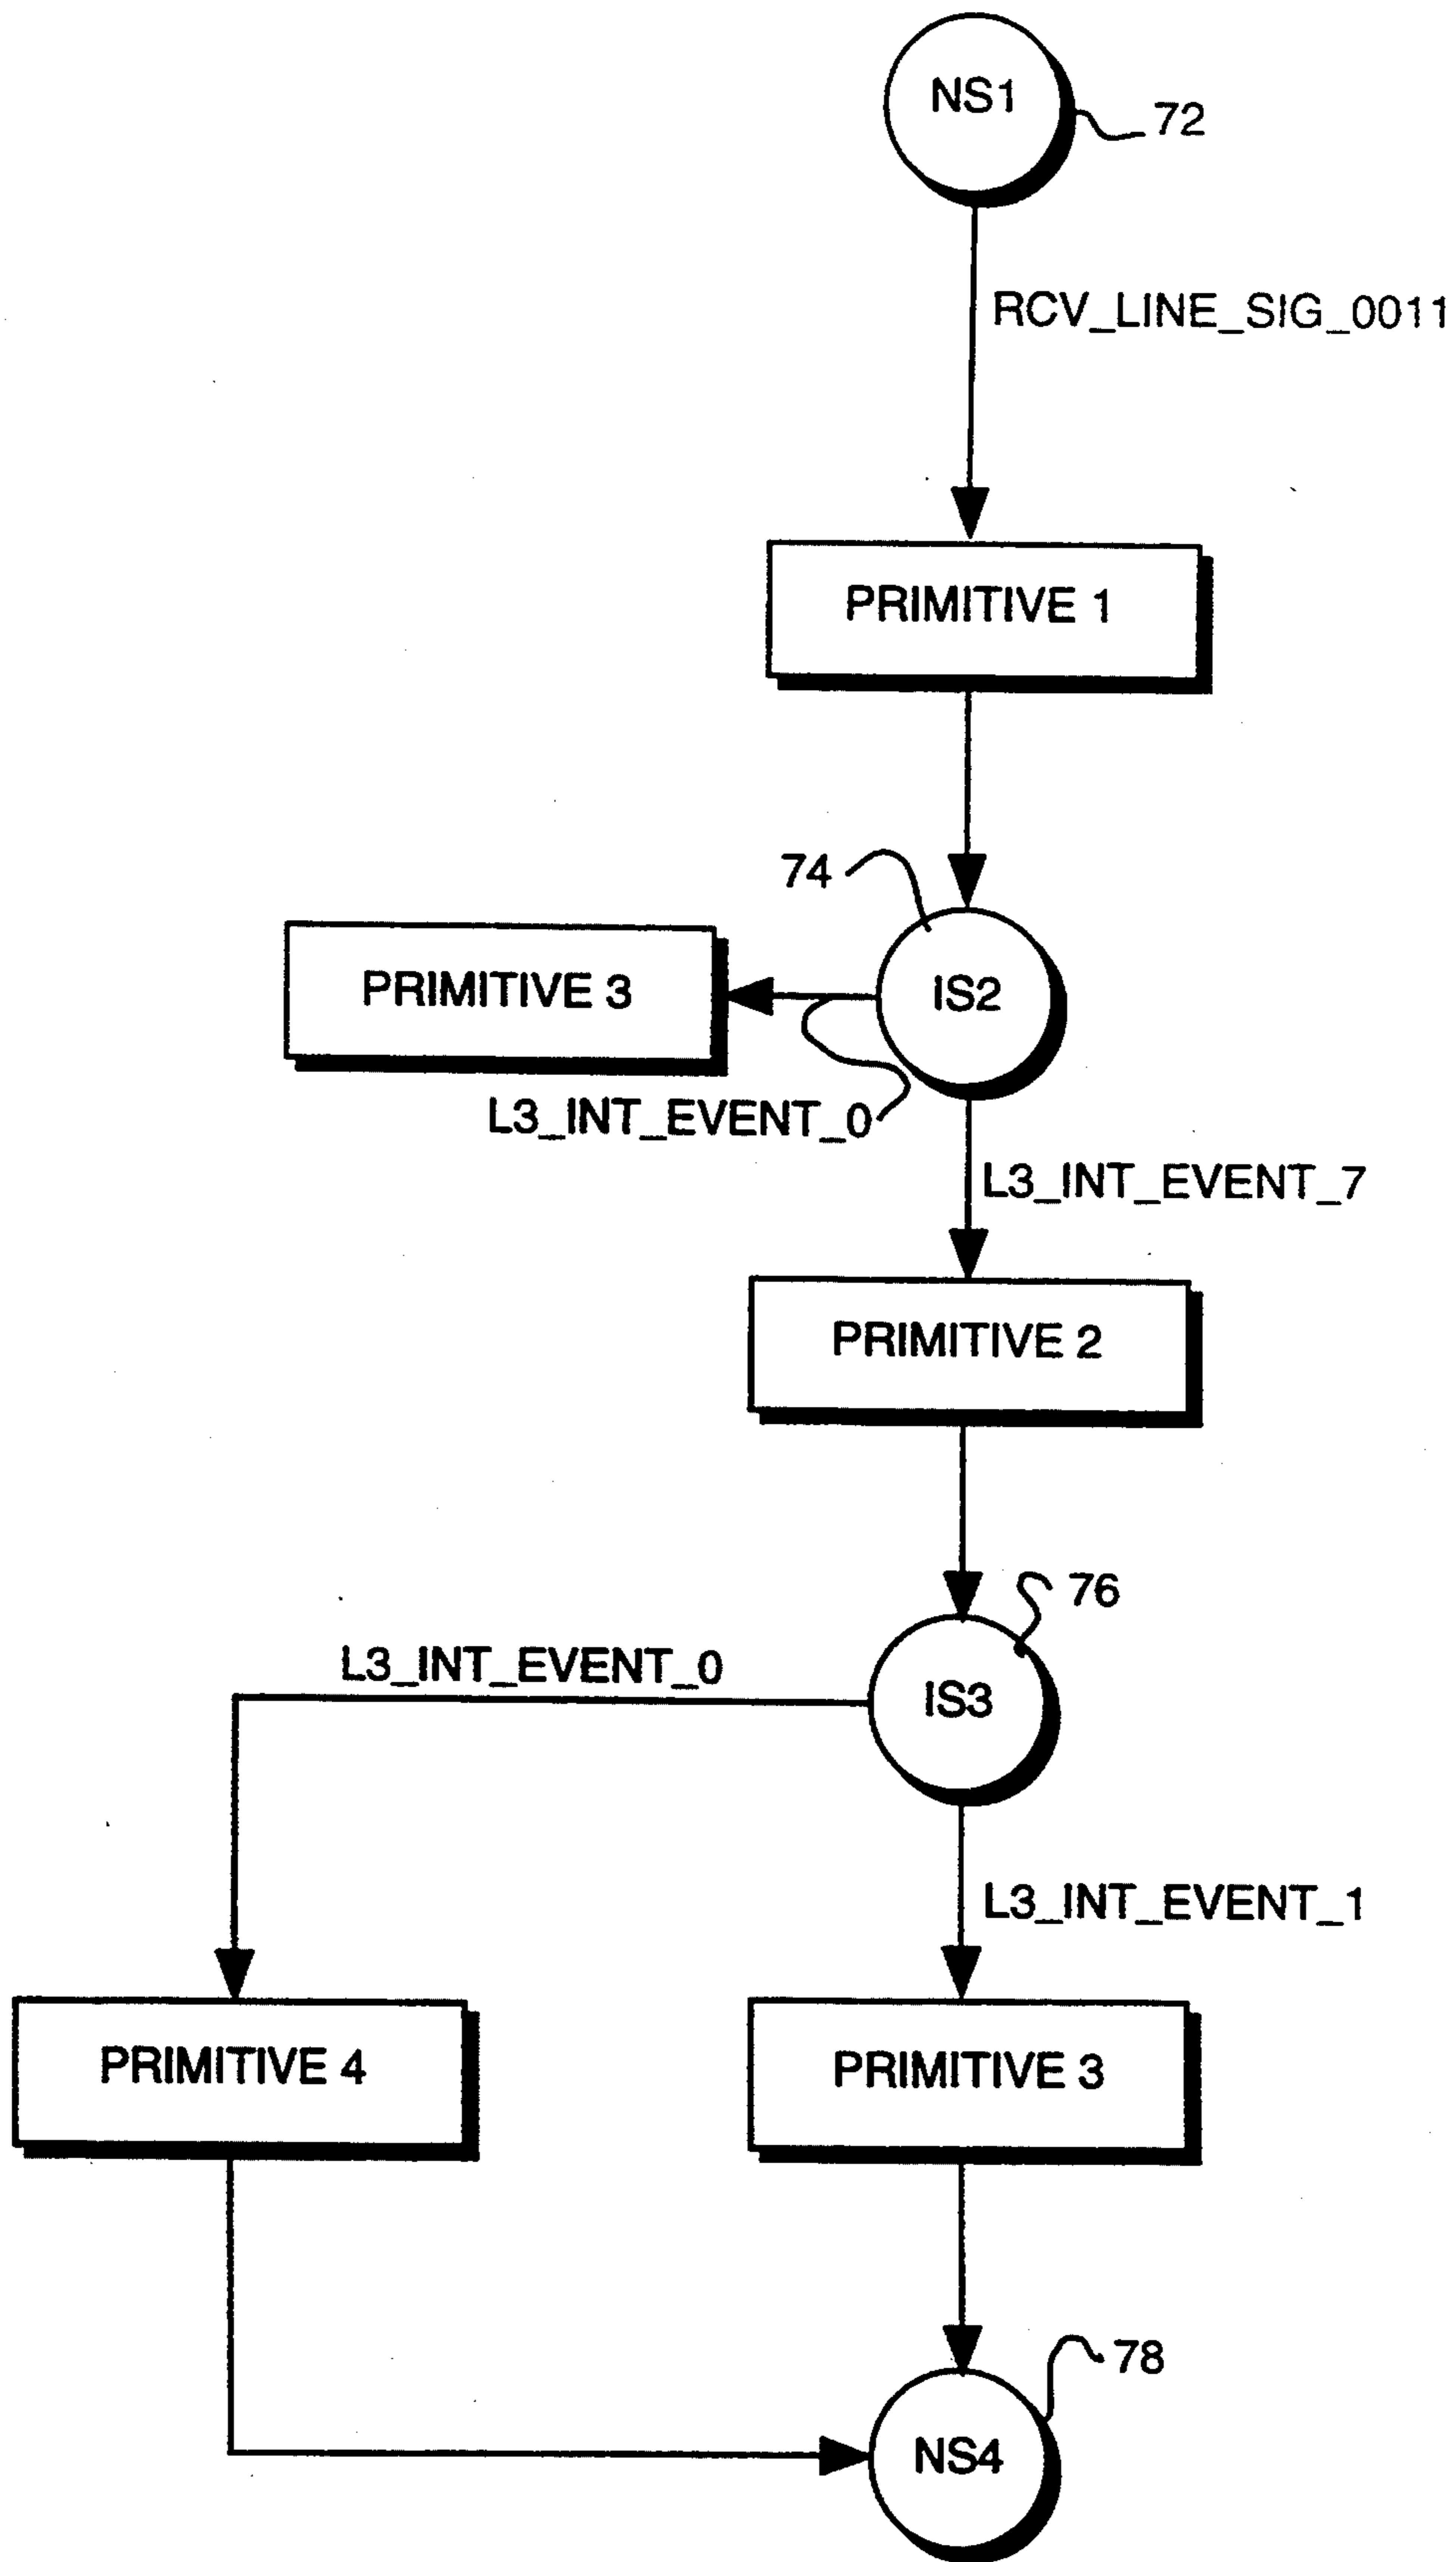 NS1
72
RCV_LINE_SIG_0011
PRIMITIVE 1
74
PRIMITIVE 3
IS2
L3_INT_EVENT_0
L3_INT_EVENT_7
PRIMITIVE 2
76
L3_INT_EVENT_0
IS3
L3_INT_EVENT_1
PRIMITIVE 4
PRIMITIVE 3
78
NS4